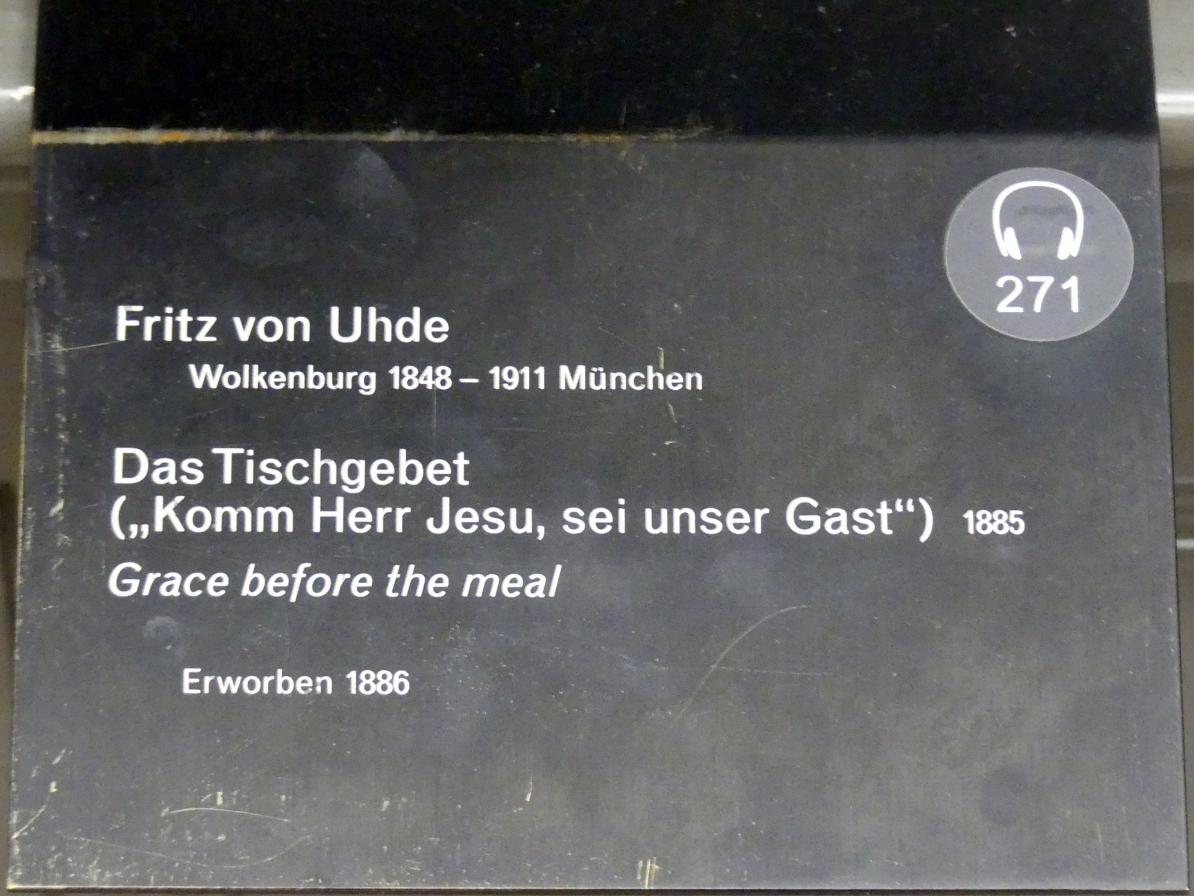 271
Fritz von Uhde
Wolkenburg 1848 – 1911 München
Das Tischgebet
(„Komm Herr Jesu, sei unser Gast“) 1885
Grace before the meal
Erworben 1886